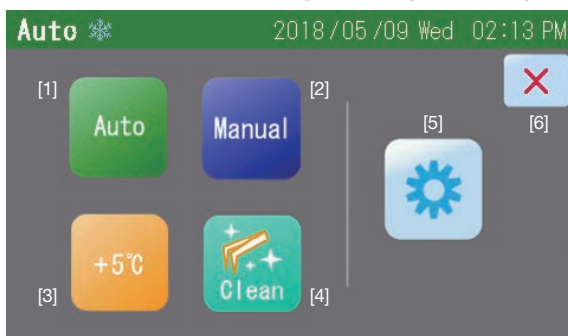 Auto 2018/05/09 Wed 02:13 PM
[1] [2]
Auto Manual [5] [6]
+5℃
[3] Clean [4]